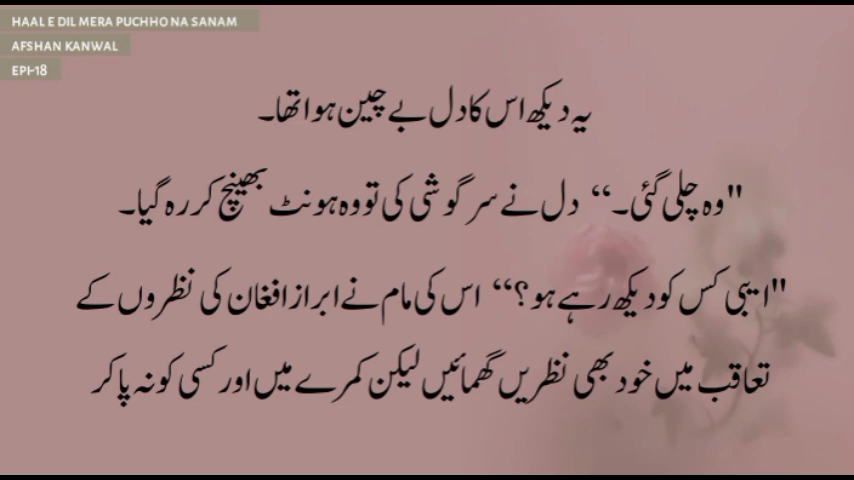 HAAL E DIL MERA PUCHHO NA SANAM
AFSHAN KANWAL
EPI-18
یہ دیکھ اس کا دل بے چین ہوا تھا۔
"وہ چلی گئی۔“ دل نے سرگوشی کی تو وہ ہونٹ بھینچ کر رہ گیا۔
"ایبی کس کو دیکھ رہے ہو؟“ اس کی مام نے ابراز افغان کی نظروں کے
تعاقب میں خود بھی نظریں گھمائیں لیکن کمرے میں اور کسی کو نہ پا کر